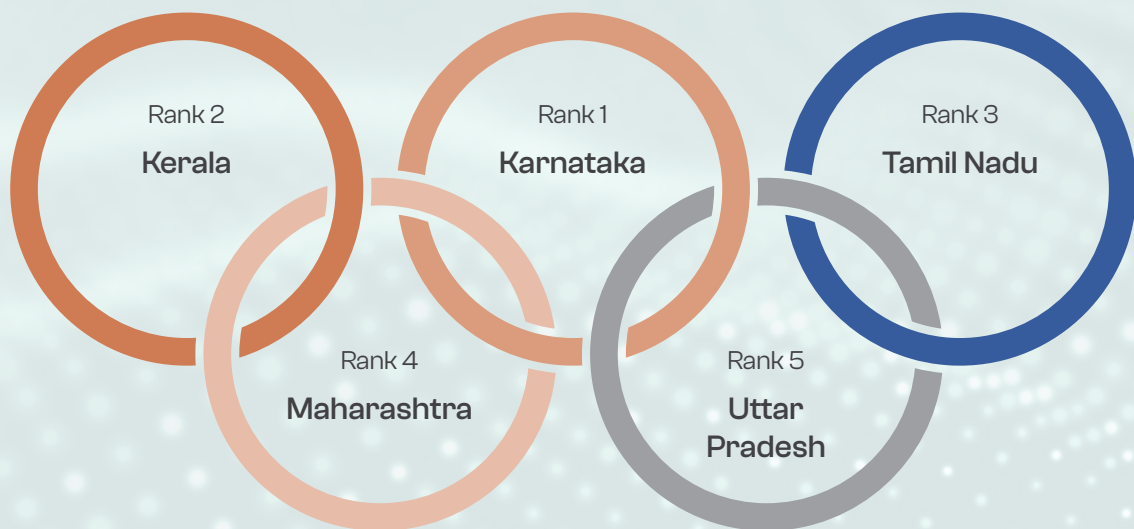 Rank 2
Kerala
Rank 1
Karnataka
Rank 3
Tamil Nadu
Rank 4
Maharashtra
Rank 5
Uttar
Pradesh